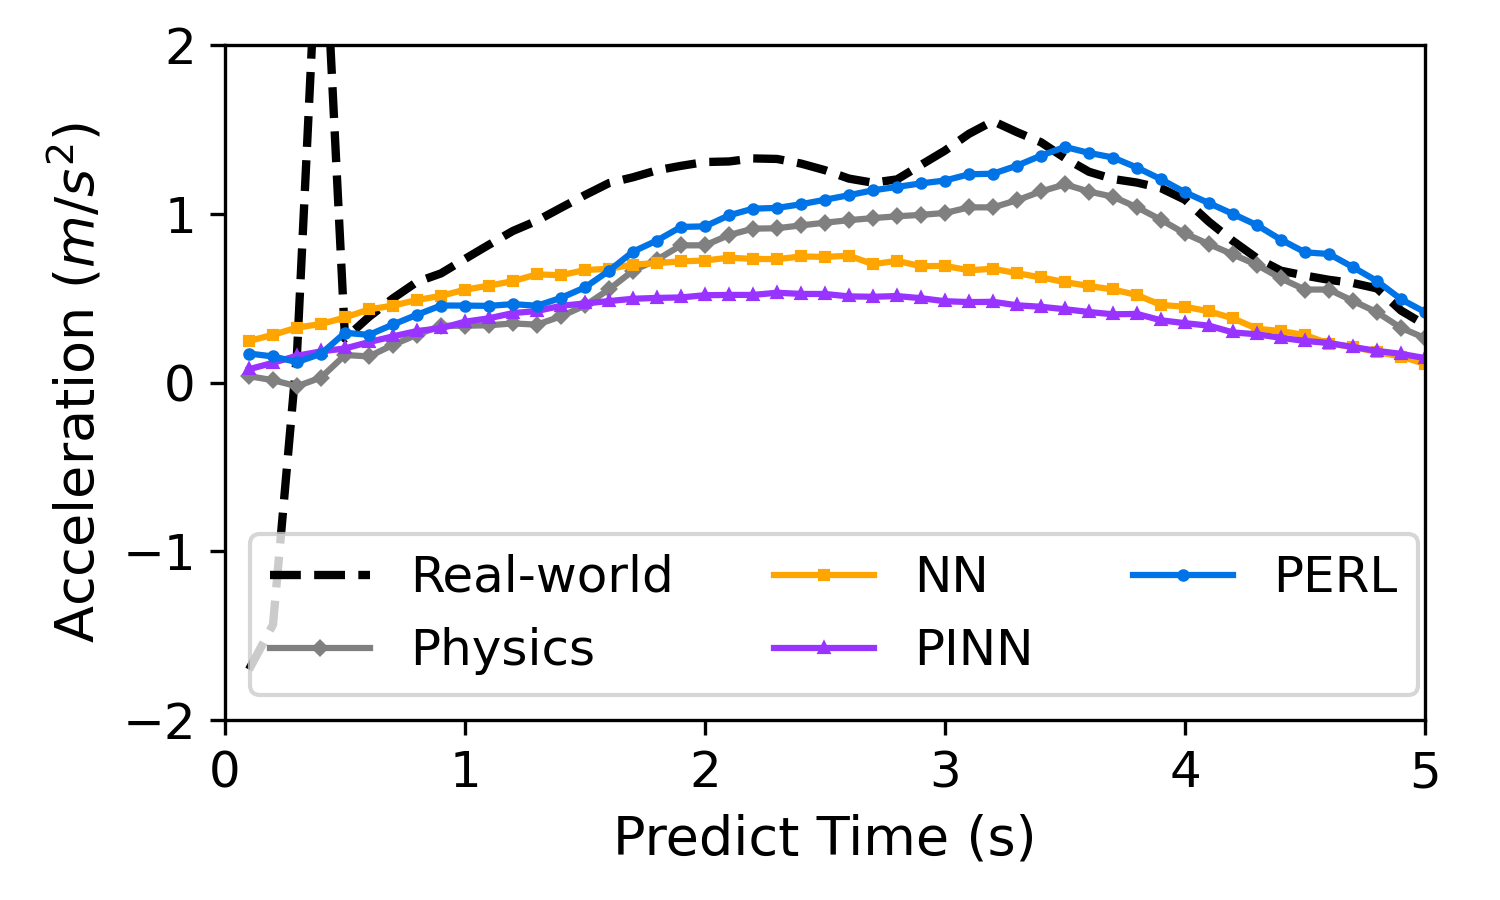 2
1
0
−1
−2
Acceleration (m/s²)
Real-world
NN
PERL
Physics
PINN
0 1 2 3 4 5
Predict Time (s)